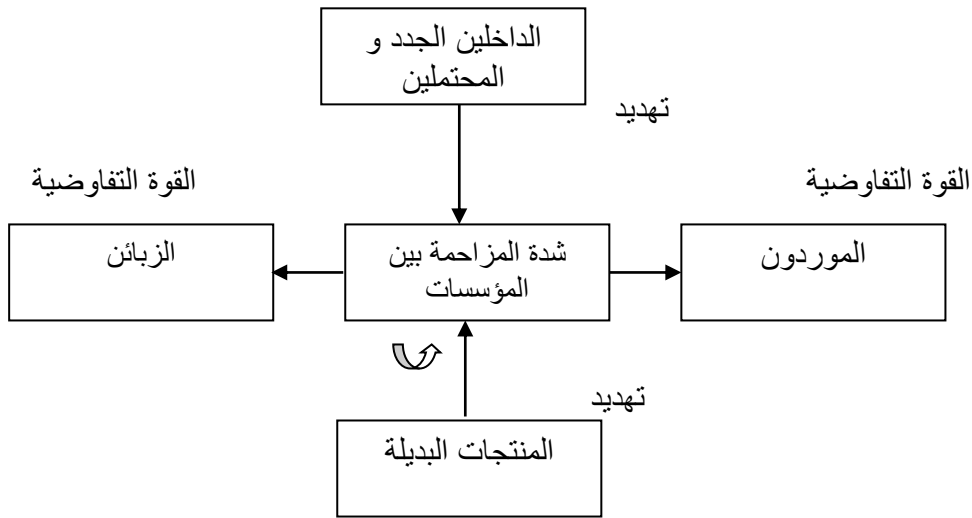 الداخلين الجدد و
المحتملين
تهديد
القوة التفاوضية
القوة التفاوضية
الموردون
شدة المزاحمة بين
المؤسسات
الزبائن
تهديد
المنتجات البديلة